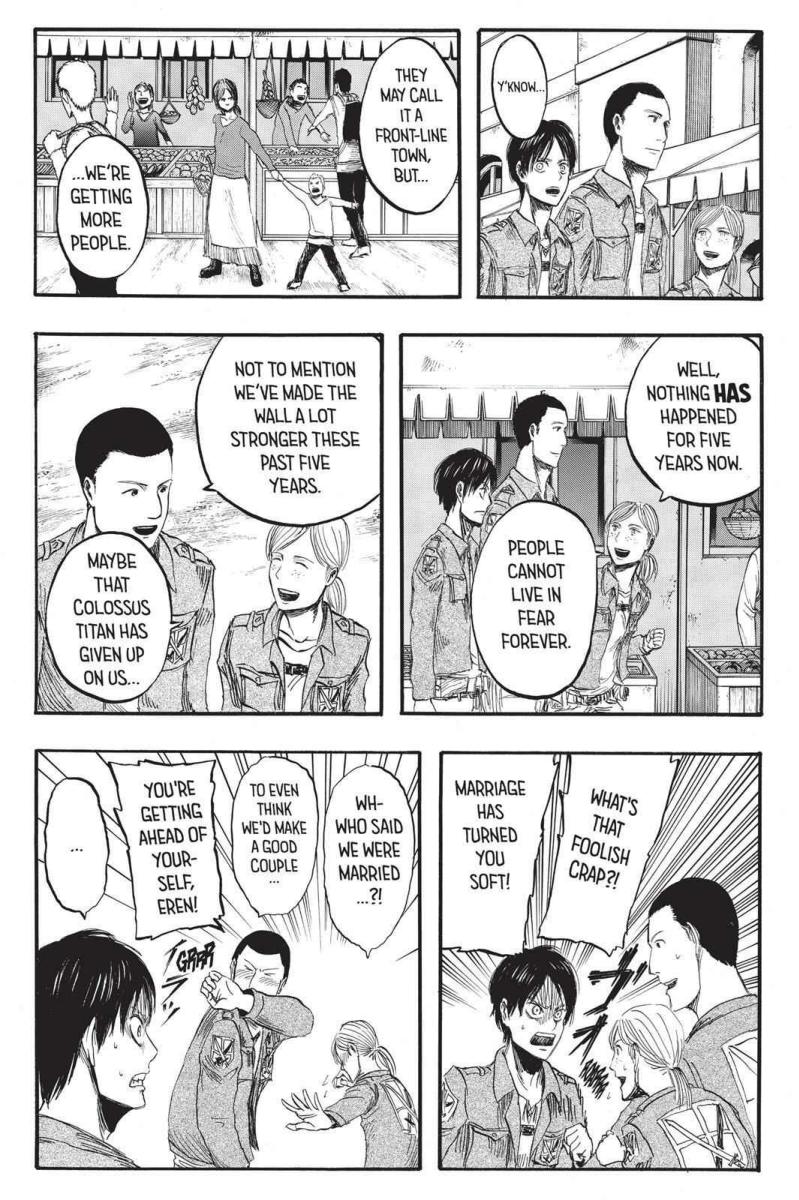 Y'KNOW...
THEY
MAY CALL
IT A
FRONT-LINE
TOWN,
BUT...
...WE'RE
GETTING
MORE
PEOPLE.
WELL,
NOTHING HAS
HAPPENED
FOR FIVE
YEARS NOW.
PEOPLE
CANNOT
LIVE IN
FEAR
FOREVER.
NOT TO MENTION
WE'VE MADE THE
WALL A LOT
STRONGER THESE
PAST FIVE
YEARS.
MAYBE
THAT
COLOSSUS
TITAN HAS
GIVEN UP
ON US...
WHAT'S
THAT
FOOLISH
CRAP?!
MARRIAGE
HAS
TURNED
YOU
SOFT!
ブブ
WH-
WHO SAID
WE WERE
MARRIED
...?!
TO EVEN
THINK
WE'D MAKE
A GOOD
COUPLE
...
YOU'RE
GETTING
AHEAD OF
YOUR-
SELF,
EREN!
GRRR
...